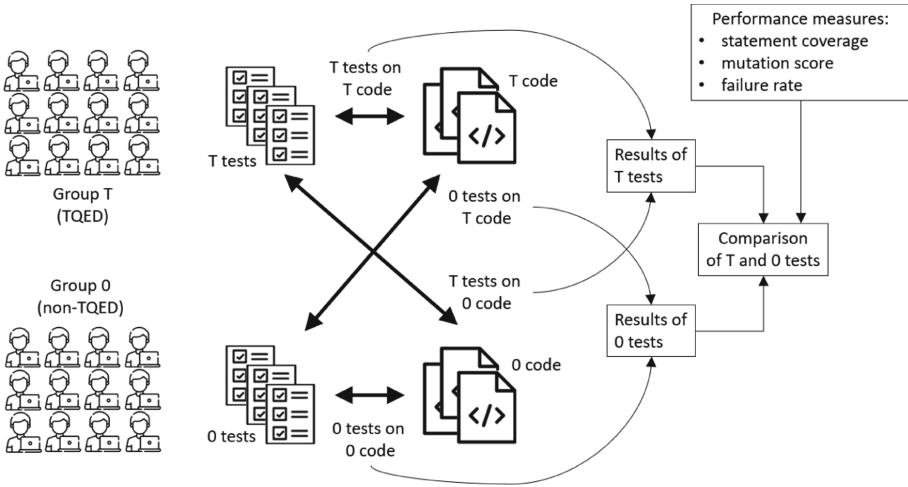 Performance measures:
• statement coverage
• mutation score
• failure rate
T tests on
T code
T code
T tests
Group T
(TQED)
Results of
T tests
0 tests on
T code
Comparison
of T and 0 tests
Group 0
(non-TQED)
T tests on
0 code
Results of
0 tests
0 code
0 tests
0 tests on
0 code